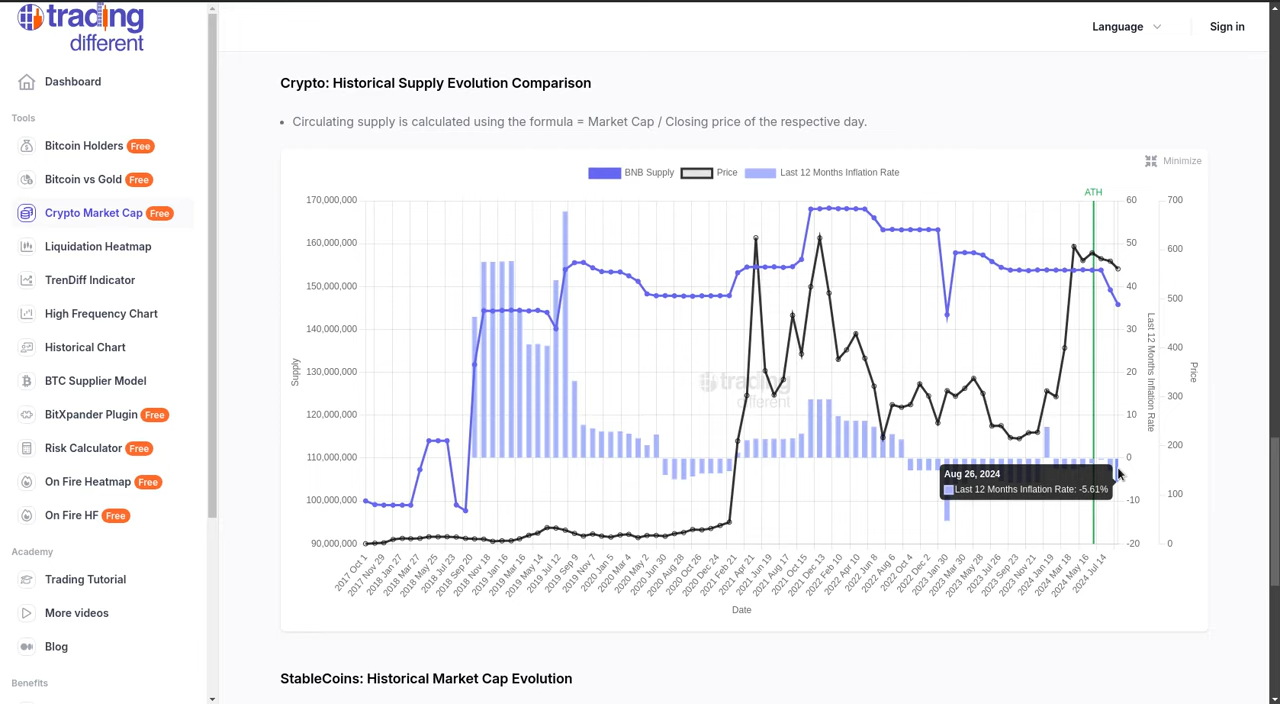 trading
different
Language
Sign in
Dashboard
Tools
Bitcoin Holders Free
Bitcoin vs Gold Free
Crypto Market Cap Free
Liquidation Heatmap
TrenDiff Indicator
High Frequency Chart
Historical Chart
BTC Supplier Model
BitXpander Plugin Free
Risk Calculator Free
On Fire Heatmap Free
On Fire HF Free
Academy
Trading Tutorial
More videos
Blog
Benefits
Crypto: Historical Supply Evolution Comparison
• Circulating supply is calculated using the formula = Market Cap / Closing price of the respective day.
Minimize
BNB Supply Price Last 12 Months Inflation Rate
ATH
170,000,000
160,000,000
150,000,000
140,000,000
130,000,000
120,000,000
110,000,000
100,000,000
90,000,000
Supply
60
50
40
30
20
10
0
-10
-20
Last 12 Months Inflation Rate
700
600
500
400
300
200
100
0
Price
trading
different
Aug 26, 2024
Last 12 Months Inflation Rate: -5.61%
2017 Oct 1
2017 Nov 29
2018 Jan 27
2018 Mar 27
2018 May 25
2018 Jul 23
2018 Sep 20
2018 Nov 18
2019 Jan 16
2019 Mar 16
2019 May 14
2019 Jul 12
2019 Sep 9
2019 Nov 7
2020 Jan 5
2020 Mar 4
2020 May 2
2020 Jun 30
2020 Aug 28
2020 Oct 26
2020 Dec 24
2021 Feb 21
2021 Apr 21
2021 Jun 19
2021 Aug 17
2021 Oct 15
2021 Dec 13
2022 Feb 10
2022 Apr 10
2022 Jun 8
2022 Aug 6
2022 Oct 4
2022 Dec 2
2023 Jan 30
2023 Mar 30
2023 May 28
2023 Jul 26
2023 Sep 23
2023 Nov 21
2024 Jan 19
2024 Mar 18
2024 May 16
2024 Jul 14
Date
StableCoins: Historical Market Cap Evolution